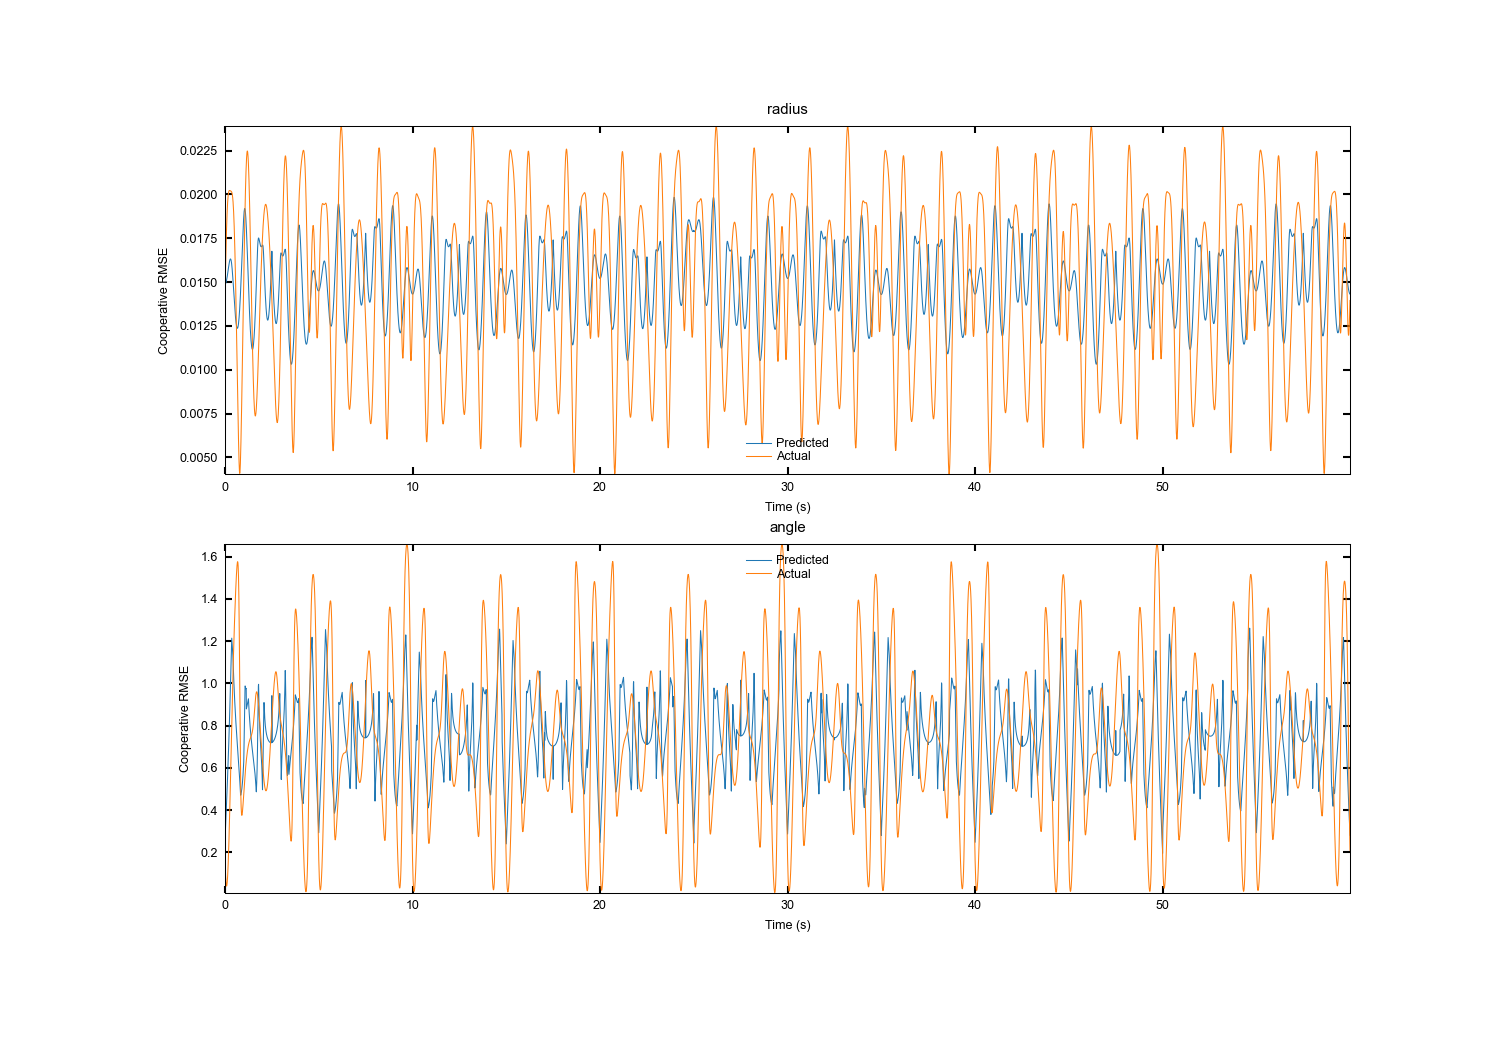 radius
0.0225
0.0200
0.0175
0.0150
0.0125
0.0100
0.0075
0.0050
Cooperative RMSE
Predicted
Actual
0 10 20 30 40 50
Time (s)
angle
1.6
1.4
1.2
1.0
0.8
0.6
0.4
0.2
Cooperative RMSE
Predicted
Actual
0 10 20 30 40 50
Time (s)